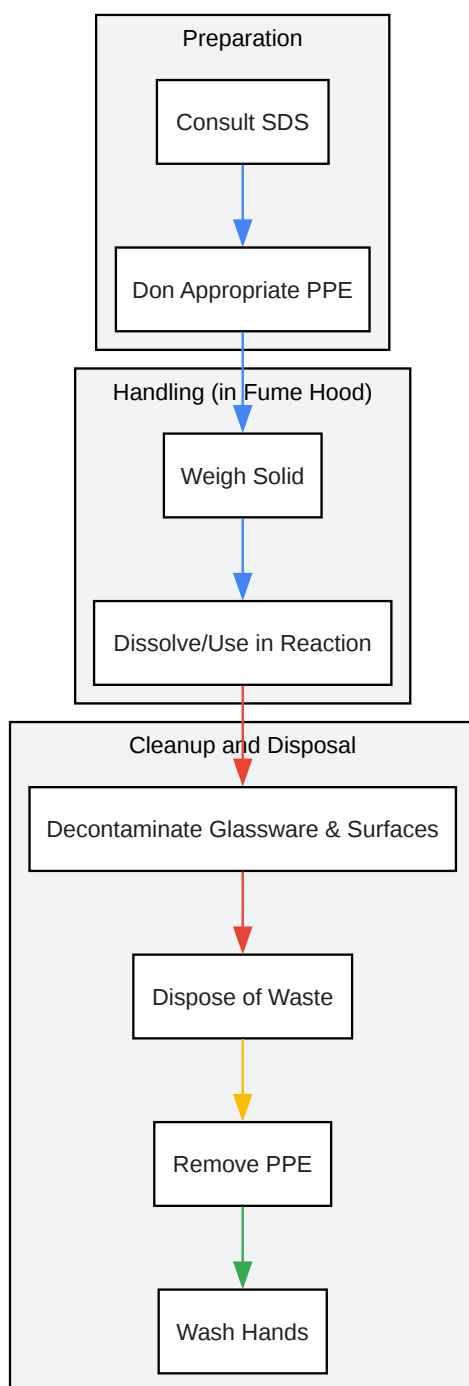 Preparation
Consult SDS
Don Appropriate PPE
Handling (in Fume Hood)
Weigh Solid
Dissolve/Use in Reaction
Cleanup and Disposal
Decontaminate Glassware & Surfaces
Dispose of Waste
Remove PPE
Wash Hands